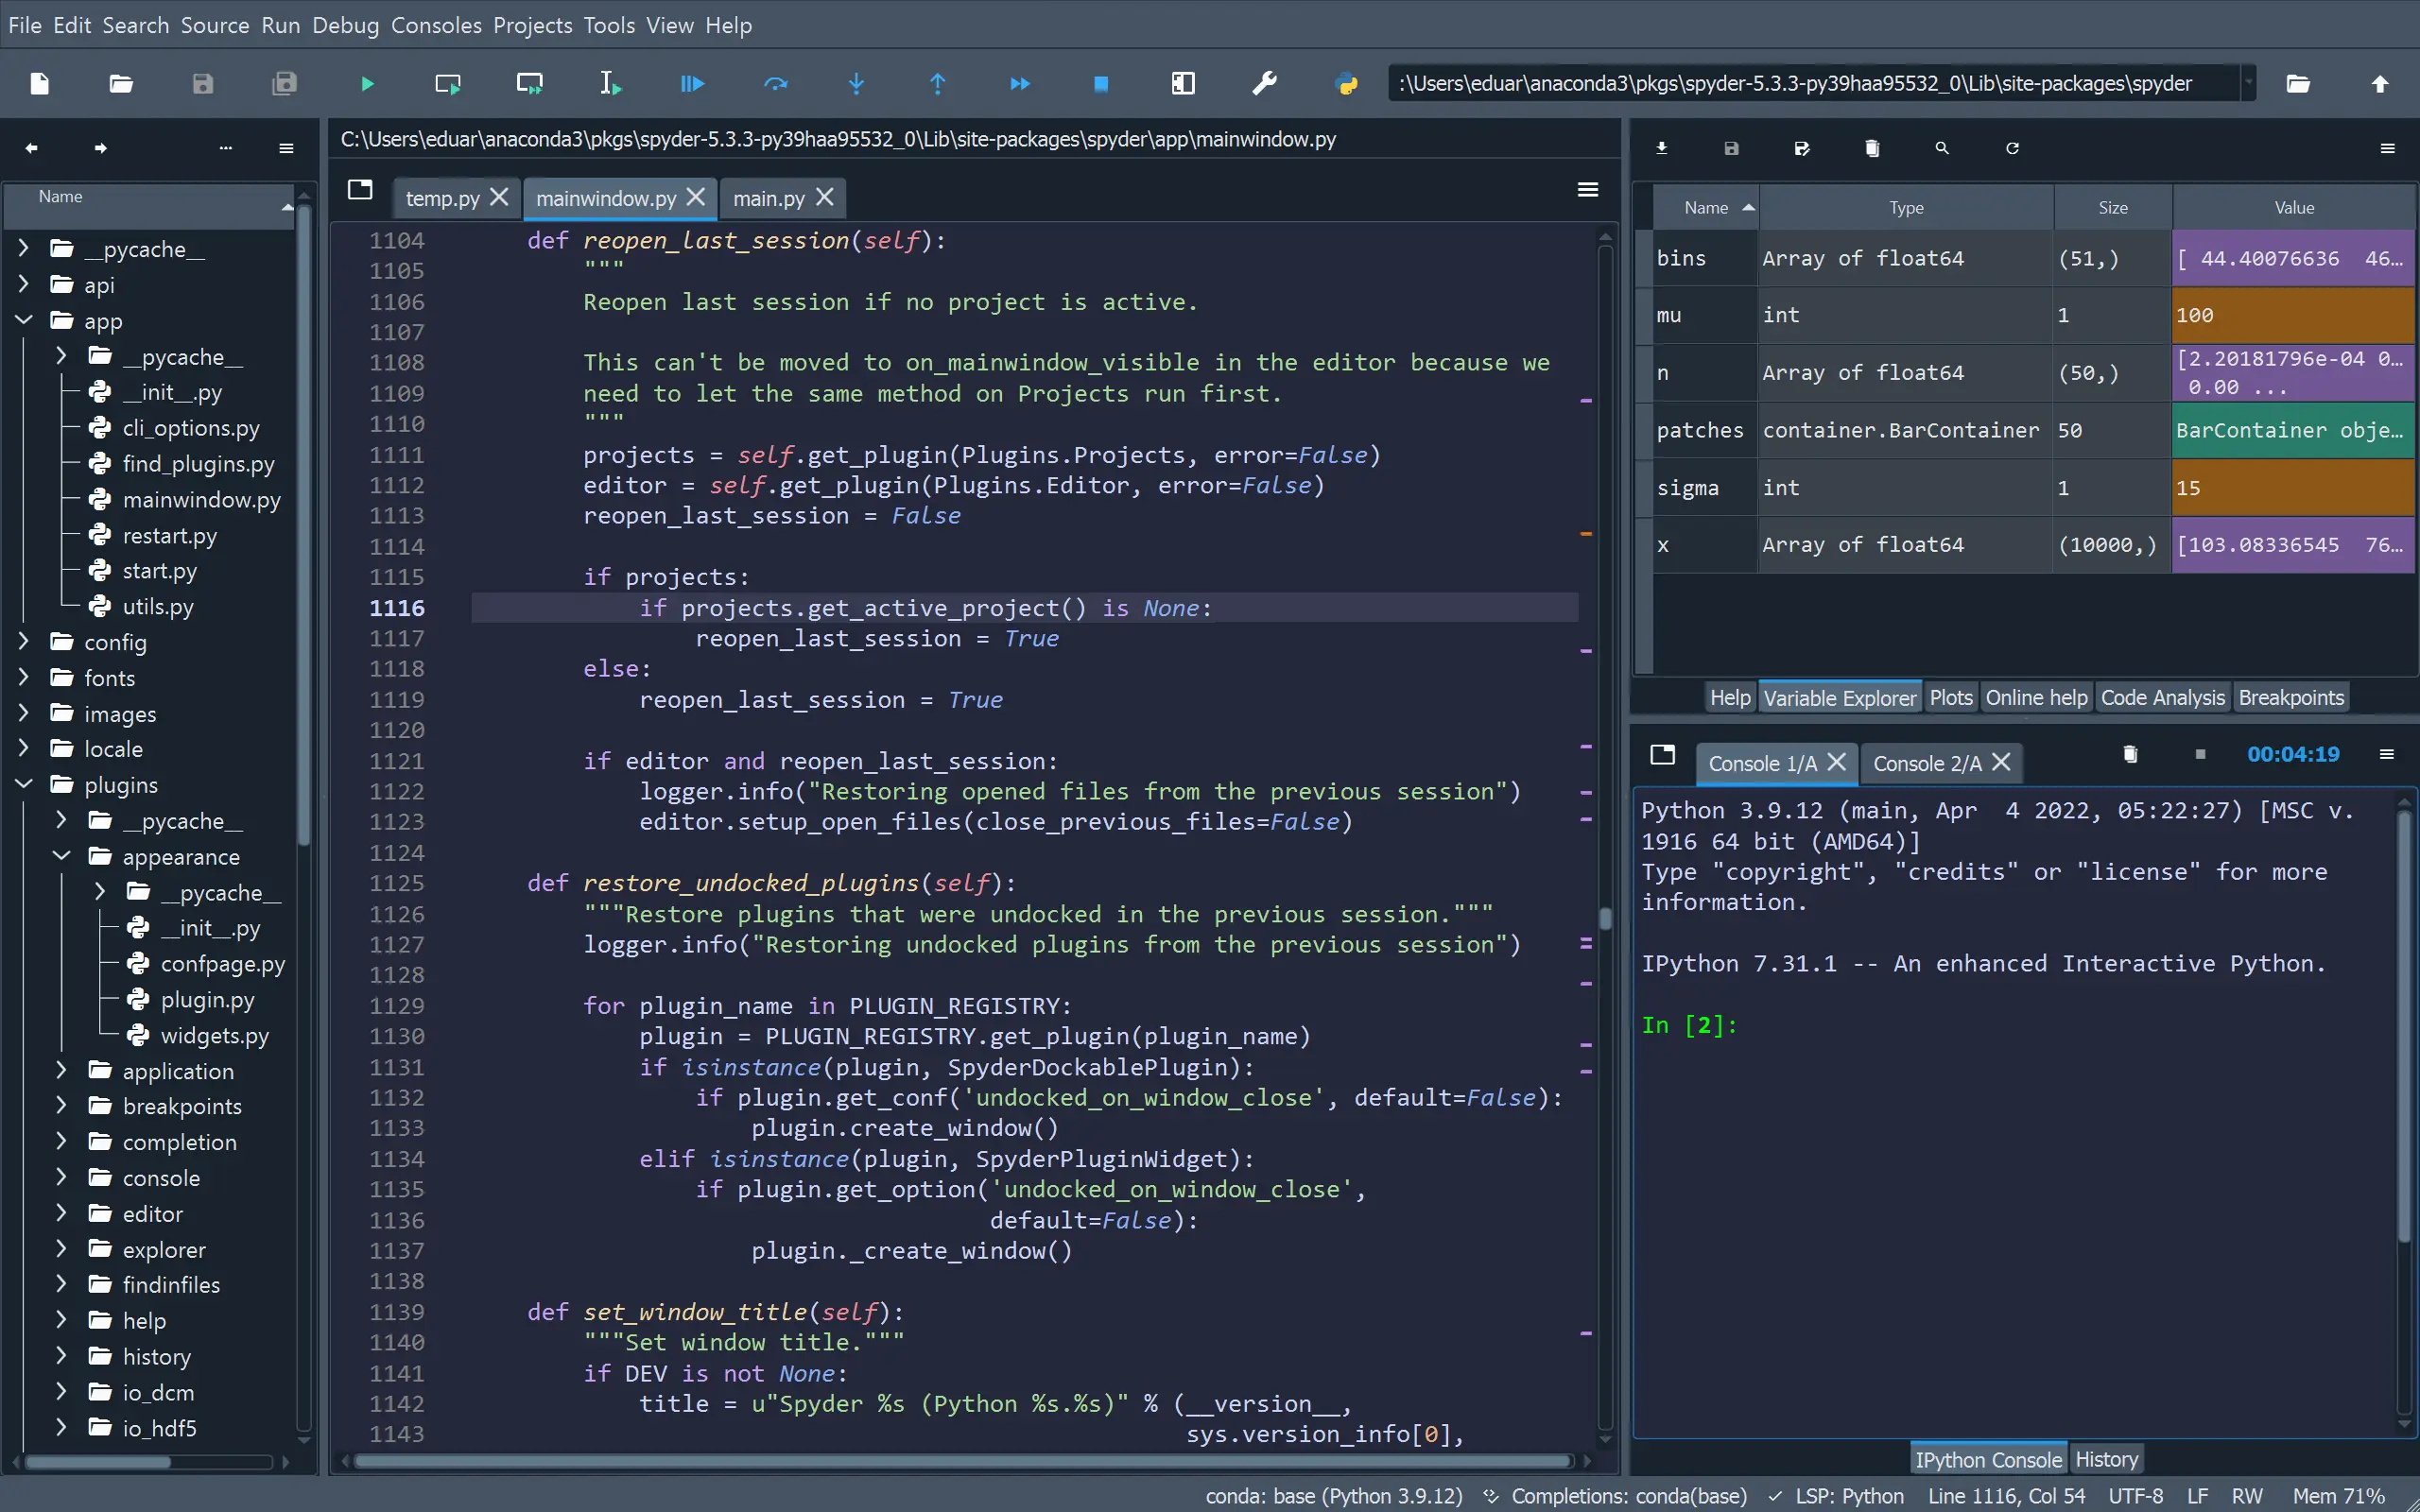 File Edit Search Source Run Debug Consoles Projects Tools View Help
:\Users\eduar\anaconda3\pkgs\spyder-5.3.3-py39haa95532_0\Lib\site-packages\spyder
Name
__pycache__
api
app
__pycache__
__init__.py
cli_options.py
find_plugins.py
mainwindow.py
restart.py
start.py
utils.py
config
fonts
images
locale
plugins
__pycache__
appearance
__pycache__
__init__.py
confpage.py
plugin.py
widgets.py
application
breakpoints
completion
console
editor
explorer
findinfiles
help
history
io_dcm
io_hdf5
C:\Users\eduar\anaconda3\pkgs\spyder-5.3.3-py39haa95532_0\Lib\site-packages\spyder\app\mainwindow.py
temp.py mainwindow.py main.py
1104 def reopen_last_session(self):
1105 """
1106 Reopen last session if no project is active.
1107
1108 This can't be moved to on_mainwindow_visible in the editor because we
1109 need to let the same method on Projects run first.
1110 """
1111 projects = self.get_plugin(Plugins.Projects, error=False)
1112 editor = self.get_plugin(Plugins.Editor, error=False)
1113 reopen_last_session = False
1114
1115 if projects:
1116 if projects.get_active_project() is None:
1117 reopen_last_session = True
1118 else:
1119 reopen_last_session = True
1120
1121 if editor and reopen_last_session:
1122 logger.info("Restoring opened files from the previous session")
1123 editor.setup_open_files(close_previous_files=False)
1124
1125 def restore_undocked_plugins(self):
1126 """Restore plugins that were undocked in the previous session."""
1127 logger.info("Restoring undocked plugins from the previous session")
1128
1129 for plugin_name in PLUGIN_REGISTRY:
1130 plugin = PLUGIN_REGISTRY.get_plugin(plugin_name)
1131 if isinstance(plugin, SpyderDockablePlugin):
1132 if plugin.get_conf('undocked_on_window_close', default=False):
1133 plugin.create_window()
1134 elif isinstance(plugin, SpyderPluginWidget):
1135 if plugin.get_option('undocked_on_window_close',
1136 default=False):
1137 plugin._create_window()
1138
1139 def set_window_title(self):
1140 """Set window title."""
1141 if DEV is not None:
1142 title = u"Spyder %s (Python %s.%s)" % (__version__,
1143 sys.version_info[0],
Name Type Size Value
bins Array of float64 (51,) [ 44.40076636 46…
mu int 1 100
n Array of float64 (50,) [2.20181796e-04 0…
0.00 ...
patches container.BarContainer 50 BarContainer obje…
sigma int 1 15
x Array of float64 (10000,) [103.08336545 76…
Help Variable Explorer Plots Online help Code Analysis Breakpoints
Console 1/A Console 2/A 00:04:19
Python 3.9.12 (main, Apr  4 2022, 05:22:27) [MSC v.
1916 64 bit (AMD64)]
Type "copyright", "credits" or "license" for more
information.
IPython 7.31.1 -- An enhanced Interactive Python.
In [2]:
IPython Console History
conda: base (Python 3.9.12) Completions: conda(base) LSP: Python Line 1116, Col 54 UTF-8 LF RW Mem 71%